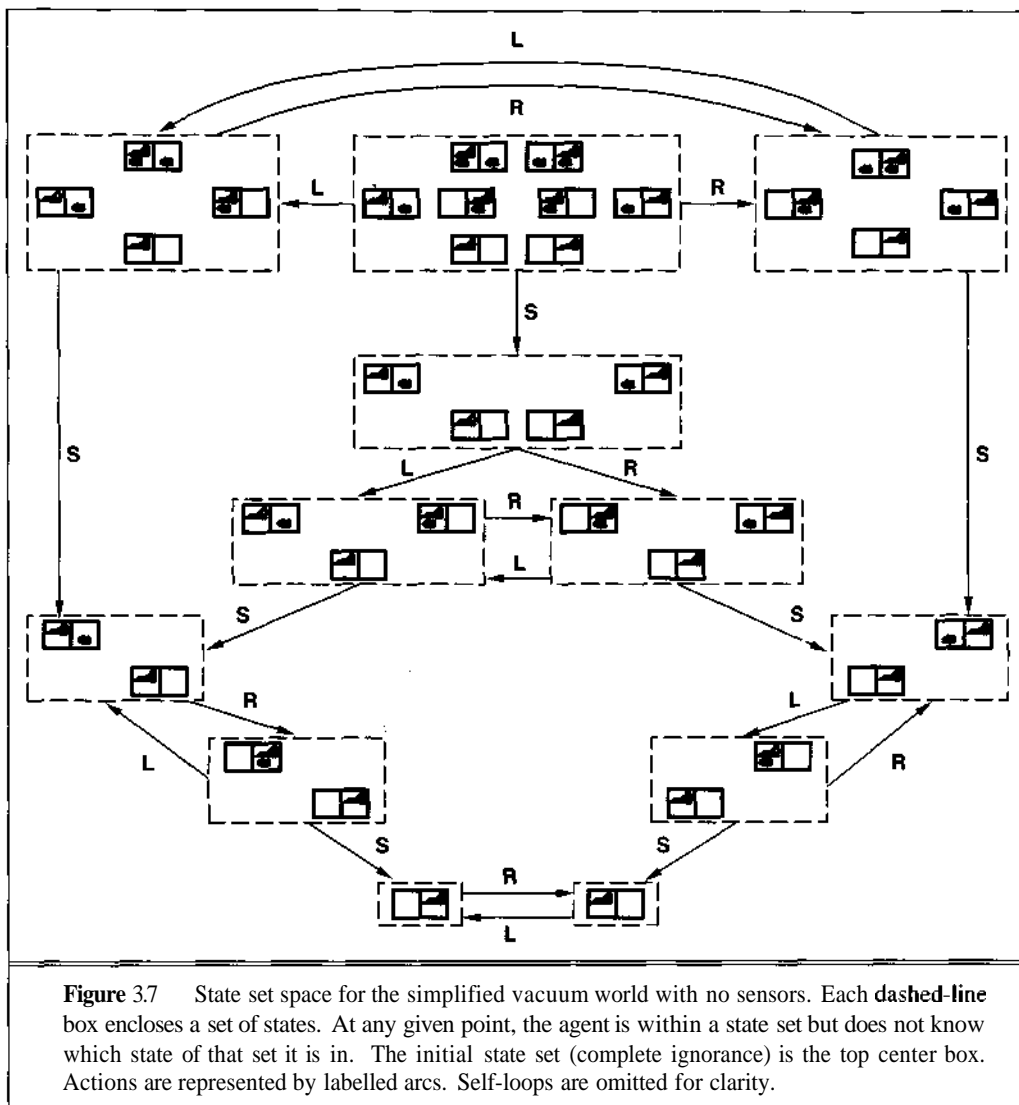 L
R
L
R
S
S
S
L
R
R
L
S
S
R
L
L
R
S
S
R
L
Figure 3.7 State set space for the simplified vacuum world with no sensors. Each dashed-line
box encloses a set of states. At any given point, the agent is within a state set but does not know
which state of that set it is in. The initial state set (complete ignorance) is the top center box.
Actions are represented by labelled arcs. Self-loops are omitted for clarity.